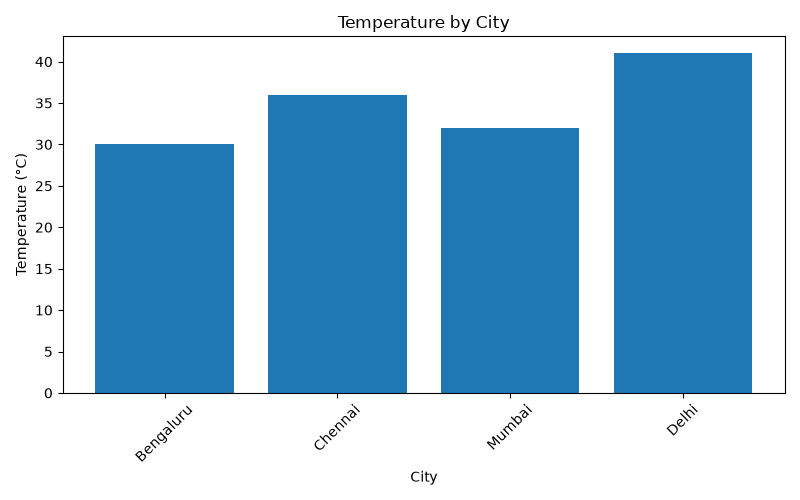 Temperature by City
Temperature (°C)
40
35
30
25
20
15
10
5
0
Bengaluru
Chennai
Mumbai
Delhi
City